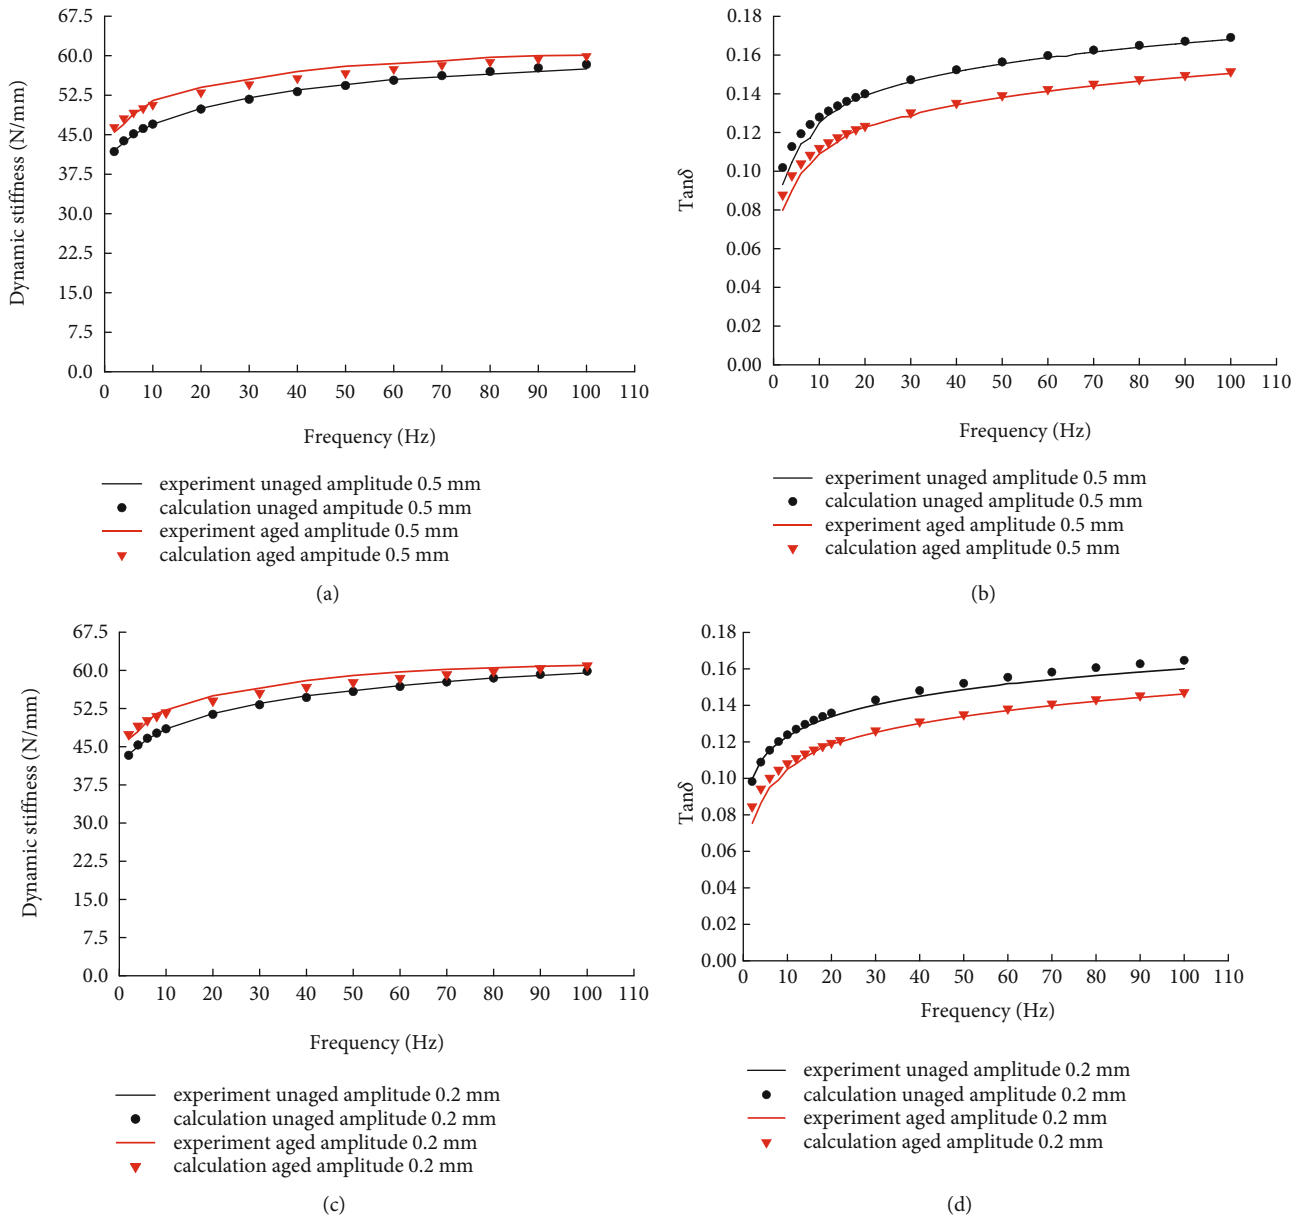 67.5
60.0
52.5
45.0
37.5
30.0
22.5
15.0
7.5
0.0
Dynamic stiffness (N/mm)
0 10 20 30 40 50 60 70 80 90 100 110
Frequency (Hz)
experiment unaged amplitude 0.5 mm
calculation unaged ampitude 0.5 mm
experiment aged amplitude 0.5 mm
calculation aged ampitude 0.5 mm
(a)
0.18
0.16
0.14
0.12
0.10
0.08
0.06
0.04
0.02
0.00
Tanδ
0 10 20 30 40 50 60 70 80 90 100 110
Frequency (Hz)
experiment unaged amplitude 0.5 mm
calculation unaged amplitude 0.5 mm
experiment aged amplitude 0.5 mm
calculation aged amplitude 0.5 mm
(b)
67.5
60.0
52.5
45.0
37.5
30.0
22.5
15.0
7.5
0.0
Dynamic stiffness (N/mm)
0 10 20 30 40 50 60 70 80 90 100 110
Frequency (Hz)
experiment unaged amplitude 0.2 mm
calculation unaged amplitude 0.2 mm
experiment aged amplitude 0.2 mm
calculation aged amplitude 0.2 mm
(c)
0.18
0.16
0.14
0.12
0.10
0.08
0.06
0.04
0.02
0.00
Tanδ
0 10 20 30 40 50 60 70 80 90 100 110
Frequency (Hz)
experiment unaged amplitude 0.2 mm
calculation unaged amplitude 0.2 mm
experiment aged amplitude 0.2 mm
calculation aged amplitude 0.2 mm
(d)